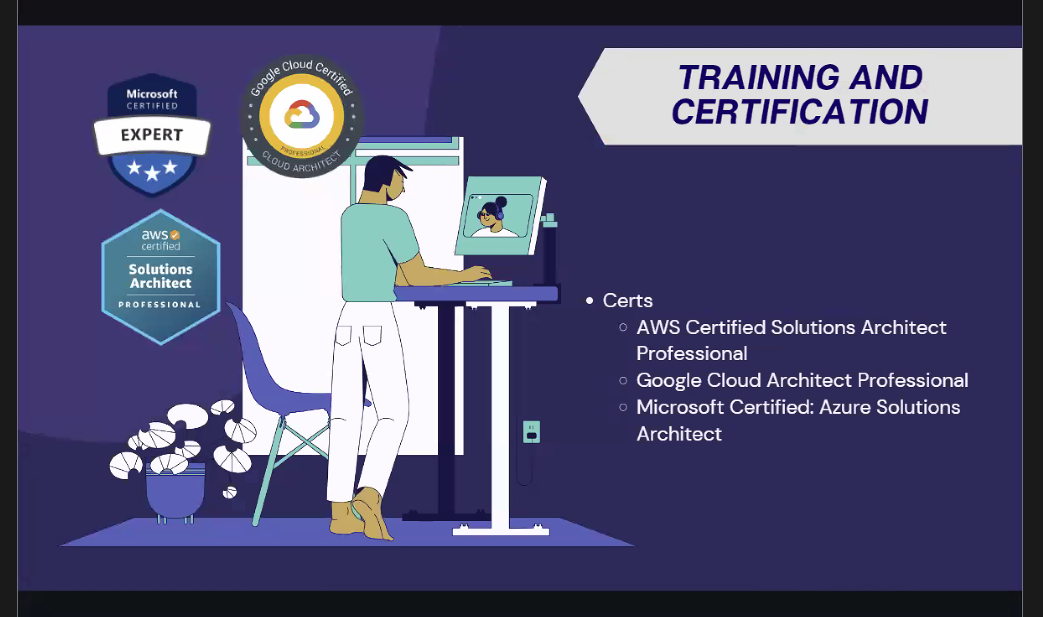 TRAINING AND
CERTIFICATION
Microsoft
CERTIFIED
EXPERT
Google Cloud Certified
PROFESSIONAL
CLOUD ARCHITECT
aws
certified
Solutions
Architect
PROFESSIONAL
• Certs
○ AWS Certified Solutions Architect
Professional
○ Google Cloud Architect Professional
○ Microsoft Certified: Azure Solutions
Architect